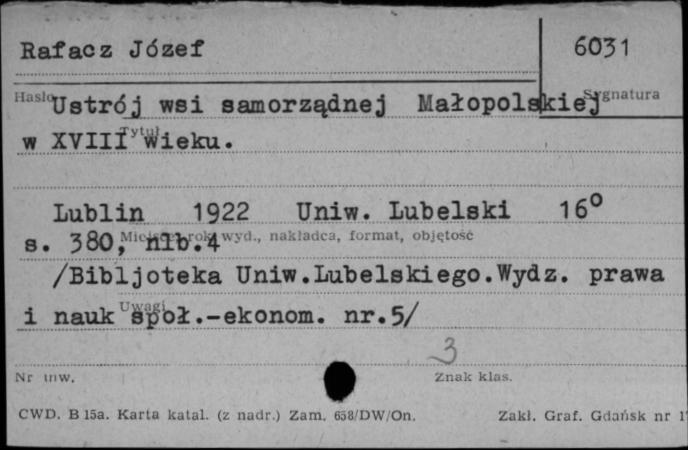 Rafacz Józef 6031
Hasło Sygnatura
Ustrój wsi samorządnej Małopolskiej
Tytuł
w XVIII wieku.
Lublin 1922 Uniw. Lubelski 16°
Miejsce, rok wyd., nakładca, format, objętość
s. 380, nlb.4
/Bibljoteka Uniw.Lubelskiego.Wydz. prawa
Uwagi
i nauk społ.-ekonom. nr.5/
3
Nr inw. Znak klas.
CWD. B 15a. Karta katal. (z nadr.) Zam. 658/DW/On. Zakł. Graf. Gdańsk nr